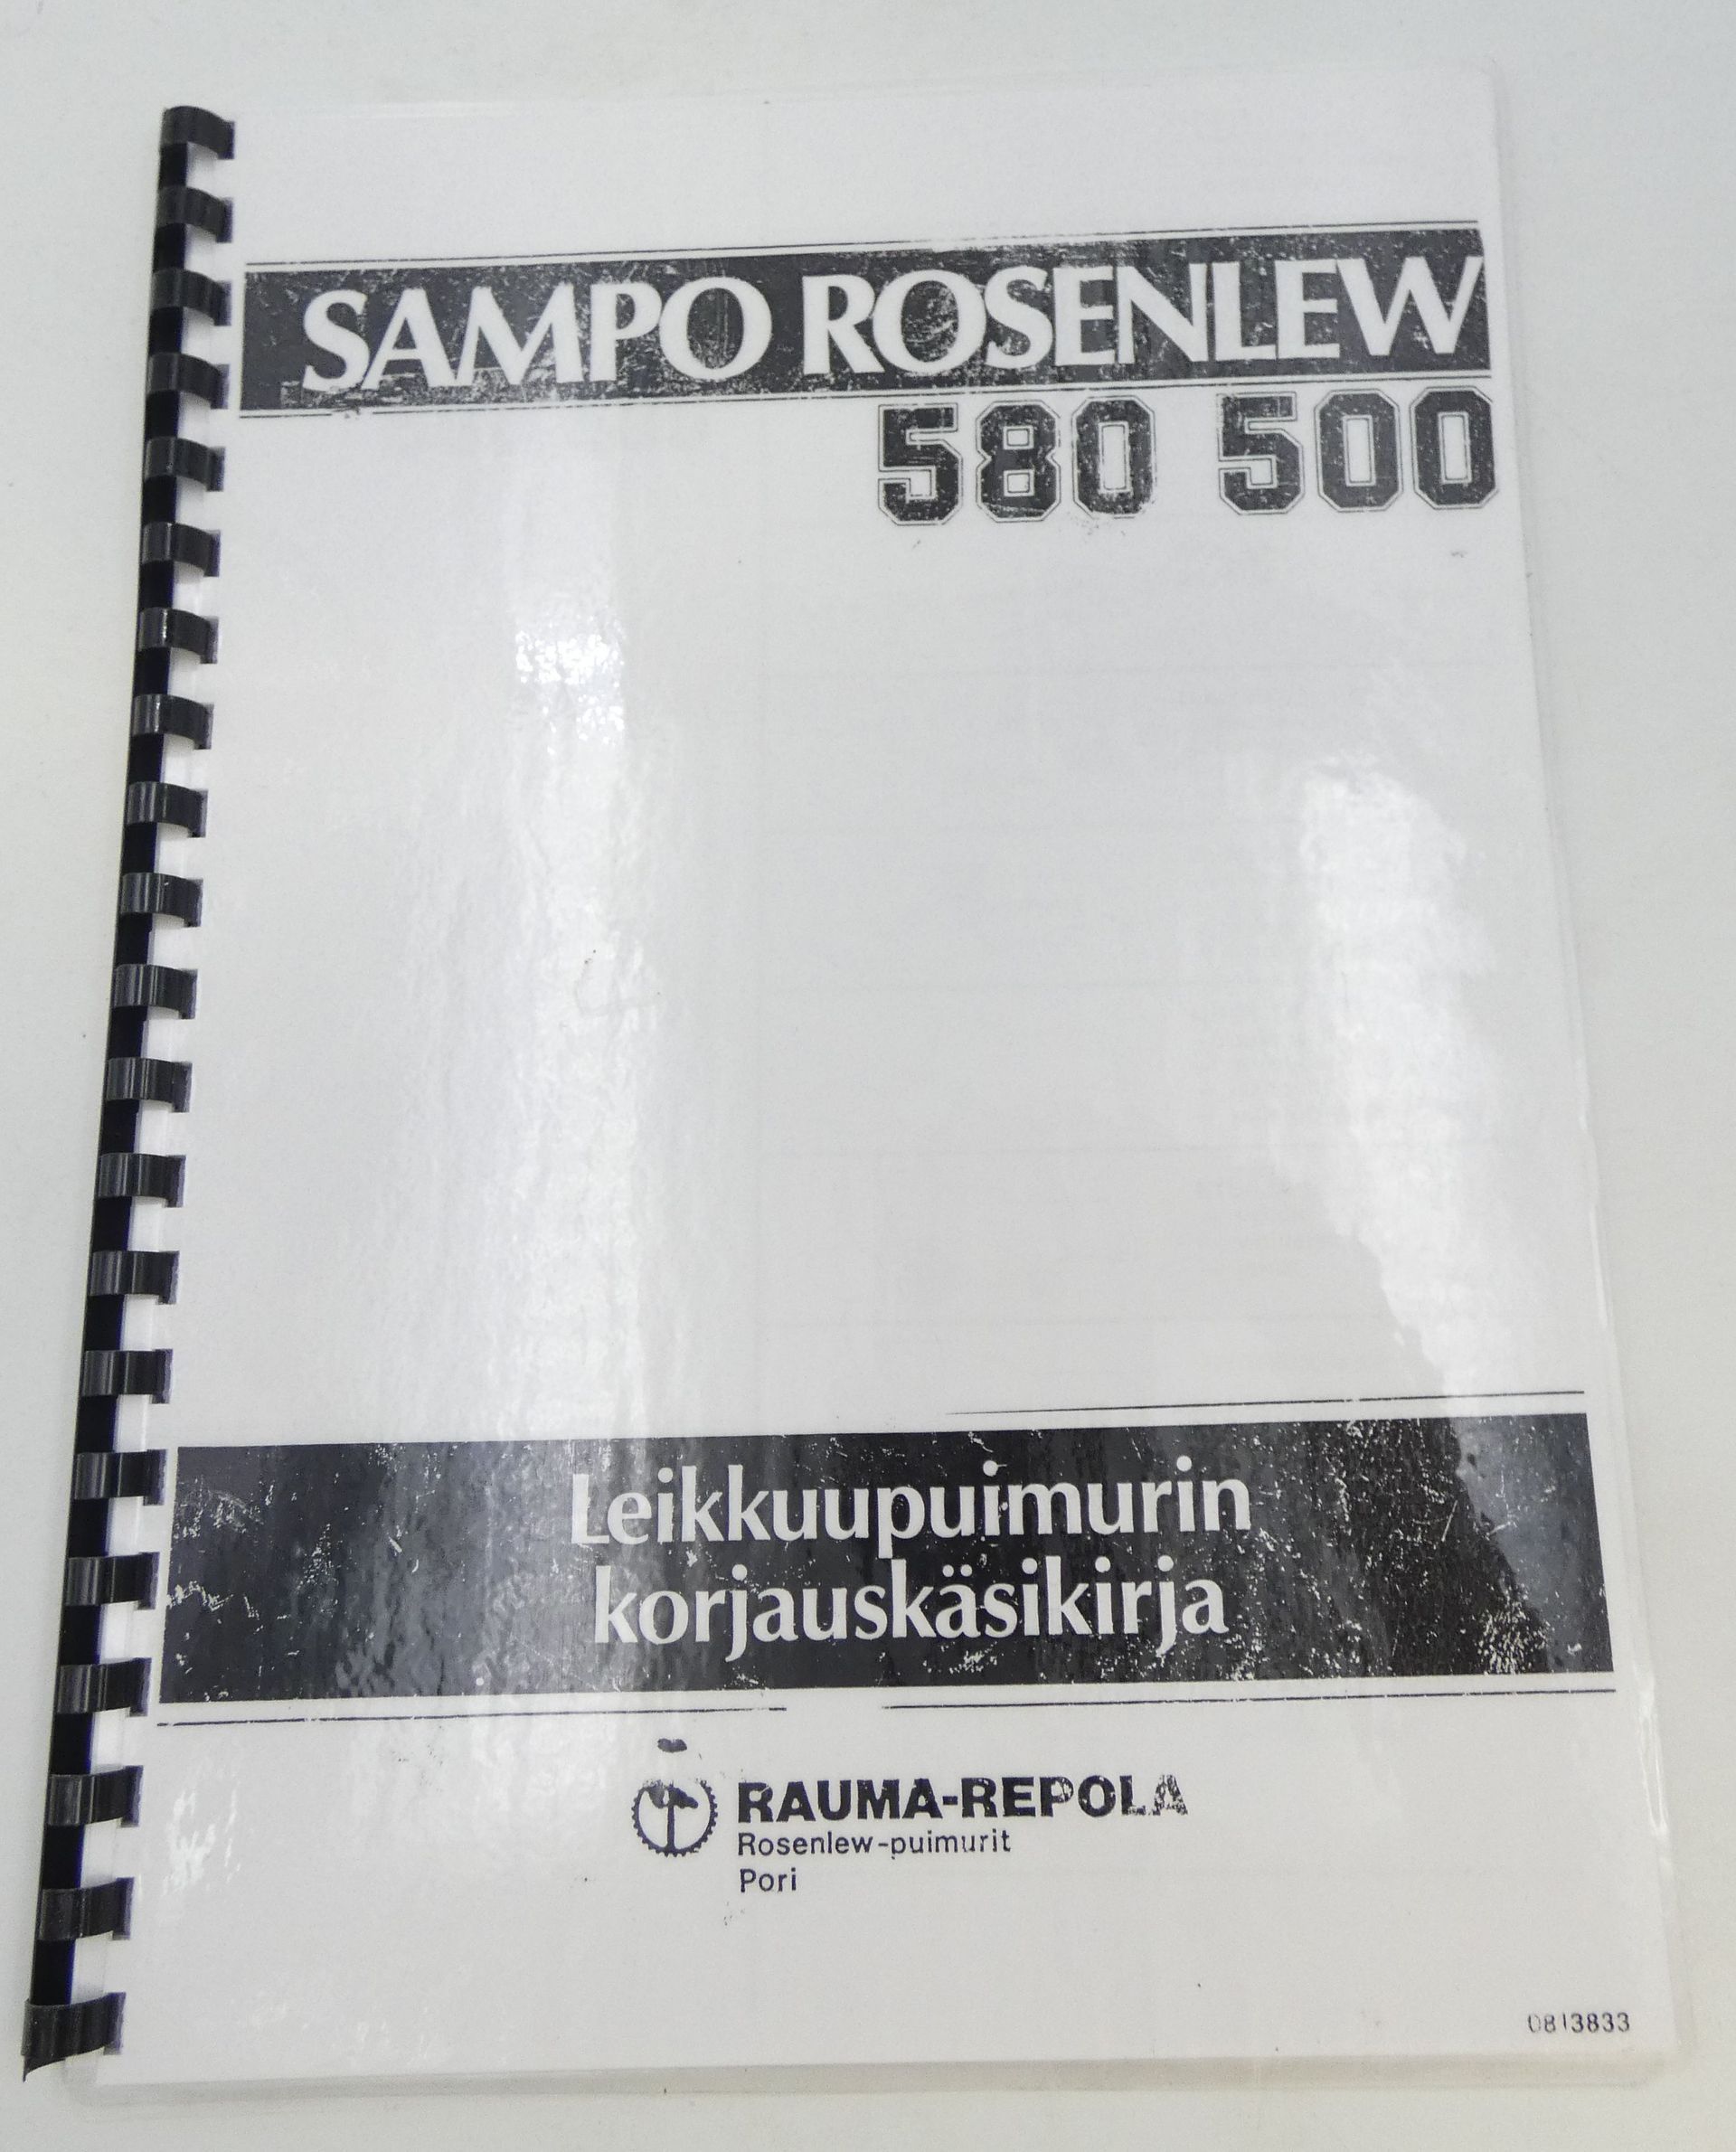 SAMPO ROSENLEW
580 500
Leikkuupuimurin
korjauskäsikirja
RAUMA-REPOLA
Rosenlew-puimurit
Pori
0813833